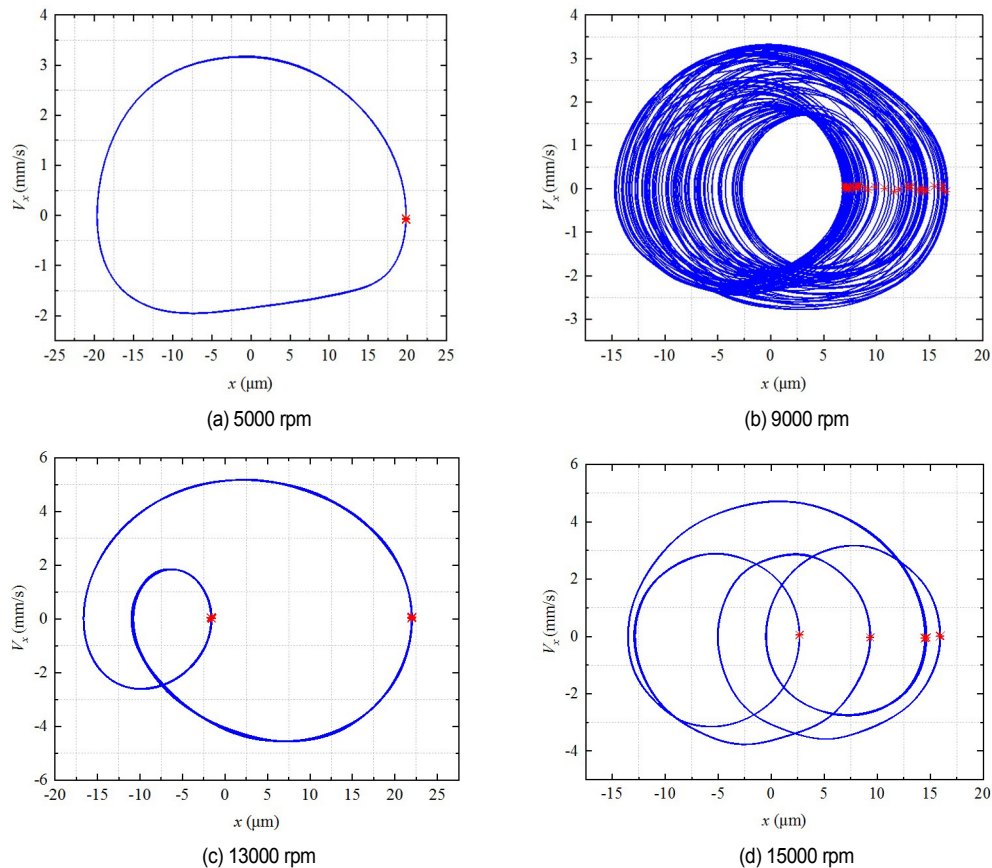 4
3
2
1
0
-1
-2
V_x (mm/s)
-25 -20 -15 -10 -5 0 5 10 15 20 25
x (μm)
(a) 5000 rpm
4
3
2
1
0
-1
-2
-3
V_x (mm/s)
-15 -10 -5 0 5 10 15 20
x (μm)
(b) 9000 rpm
6
4
2
0
-2
-4
-6
V_x (mm/s)
-20 -15 -10 -5 0 5 10 15 20 25
x (μm)
(c) 13000 rpm
6
4
2
0
-2
-4
V_x (mm/s)
-15 -10 -5 0 5 10 15 20
x (μm)
(d) 15000 rpm